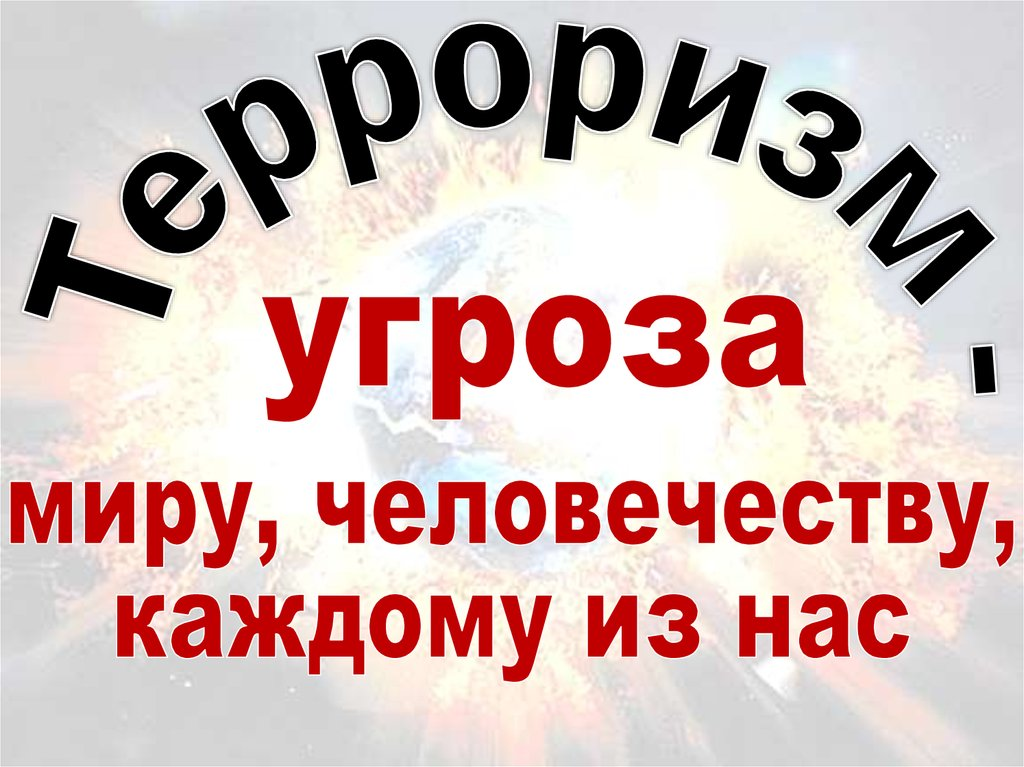 Терроризм -
угроза
миру, человечеству,
каждому из нас